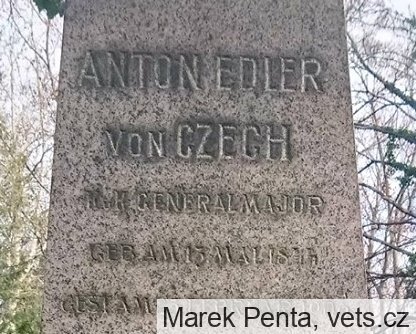 ANTON EDLER
VON CZECH
K.u.K. GENERALMAJOR
GEB. AM 13. MAI
GEST. AM
Marek Penta, vets.cz